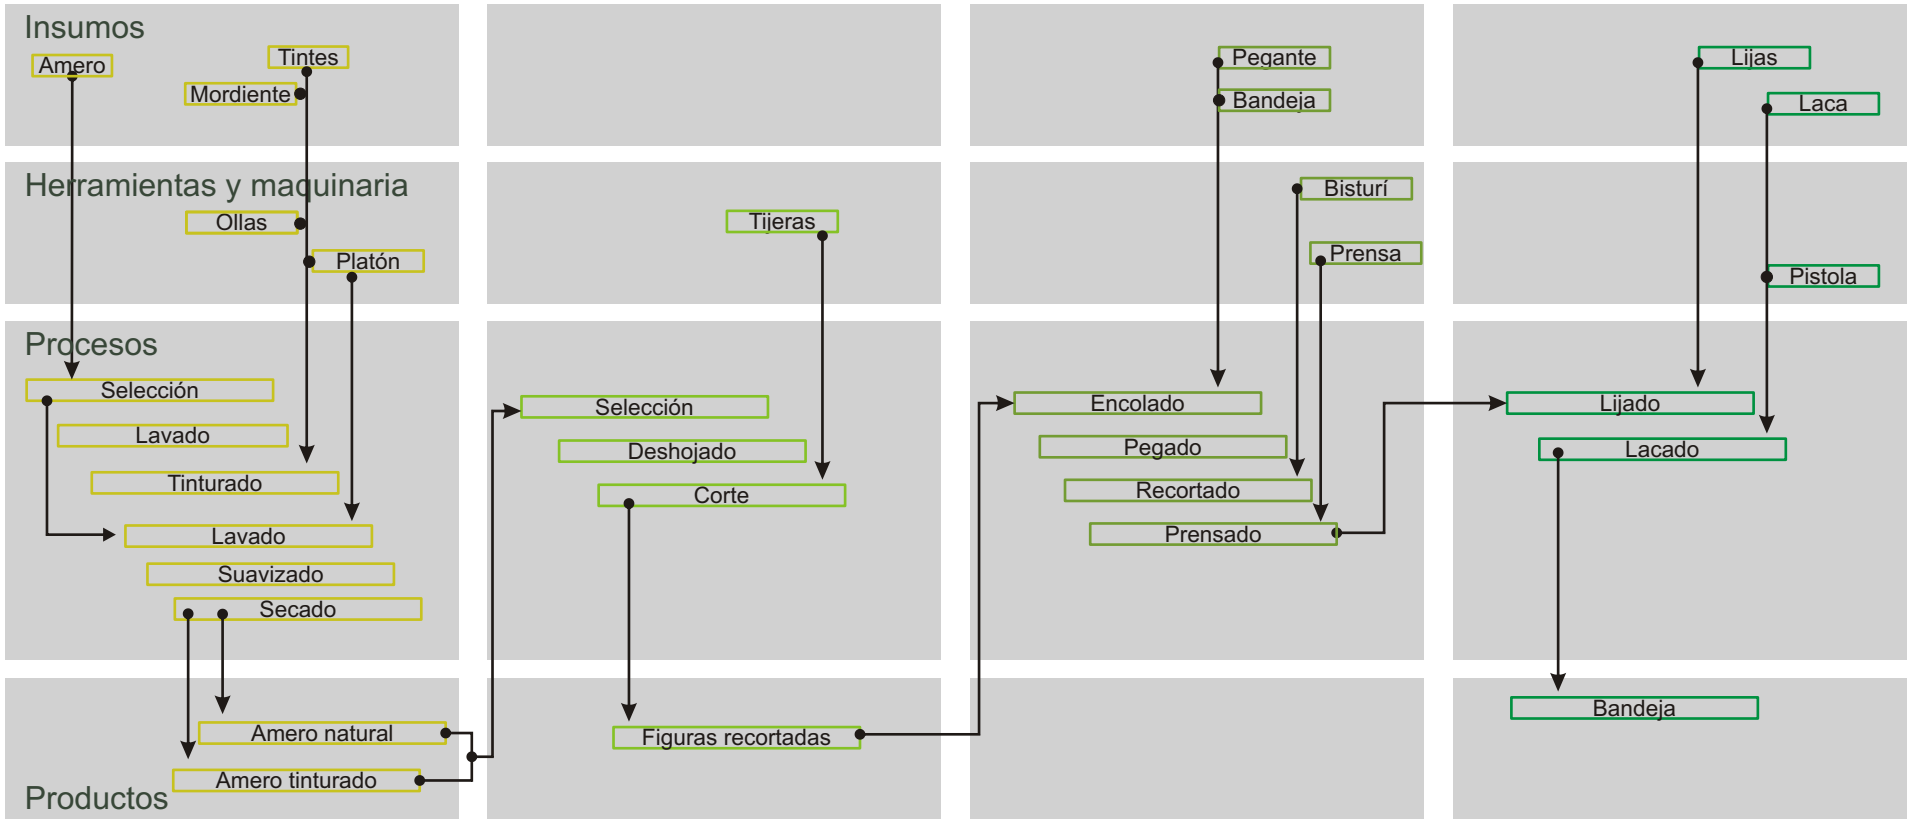 Insumos
Amero
Tintes
Mordiente
Pegante
Bandeja
Lijas
Laca
Herramientas y maquinaria
Ollas
Platón
Tijeras
Bisturí
Prensa
Pistola
Procesos
Selección
Lavado
Tinturado
Lavado
Suavizado
Secado
Selección
Deshojado
Corte
Encolado
Pegado
Recortado
Prensado
Lijado
Lacado
Amero natural
Amero tinturado
Productos
Figuras recortadas
Bandeja